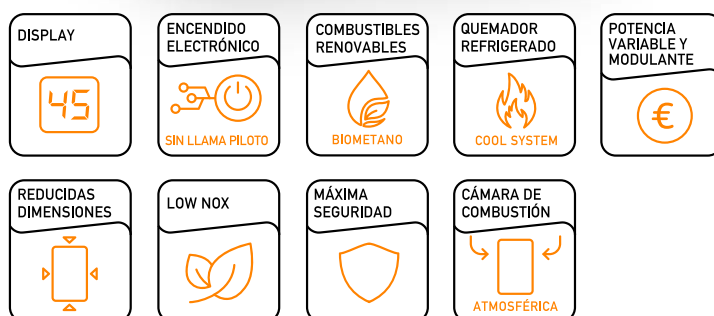 DISPLAY
45
ENCENDIDO
ELECTRÓNICO
SIN LLAMA PILOTO
COMBUSTIBLES
RENOVABLES
BIOMETANO
QUEMADOR
REFRIGERADO
COOL SYSTEM
POTENCIA
VARIABLE Y
MODULANTE
€
REDUCIDAS
DIMENSIONES
LOW NOX
MÁXIMA
SEGURIDAD
CÁMARA DE
COMBUSTIÓN
ATMOSFÉRICA